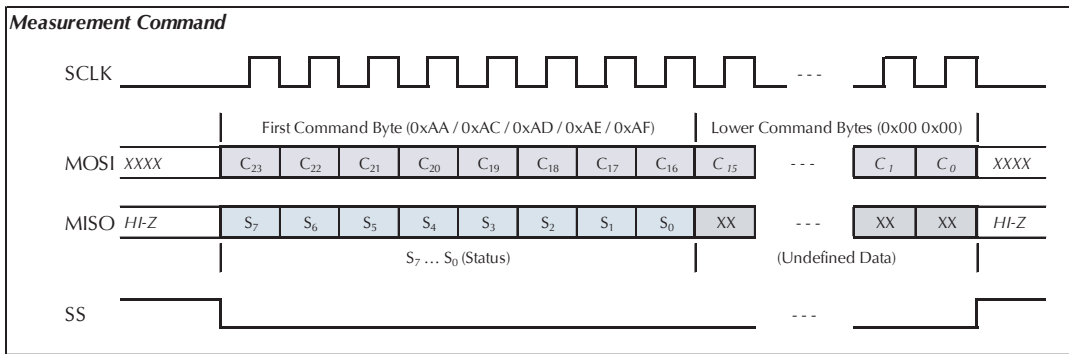 Measurement Command
SCLK - - -
First Command Byte (0xAA / 0xAC / 0xAD / 0xAE / 0xAF) Lower Command Bytes (0x00 0x00)
MOSI XXXX C23 C22 C21 C20 C19 C18 C17 C16 C15 - - - C1 C0 XXXX
MISO HI-Z S7 S6 S5 S4 S3 S2 S1 S0 XX - - - XX XX HI-Z
S7 … S0 (Status) (Undefined Data)
SS - - -